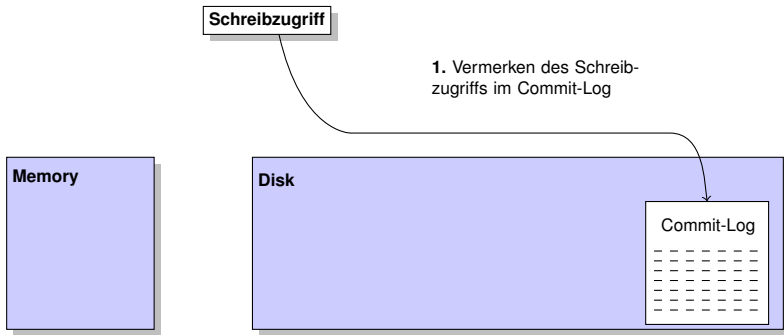 Schreibzugriff
1. Vermerken des Schreib-
zugriffs im Commit-Log
Memory
Disk
Commit-Log